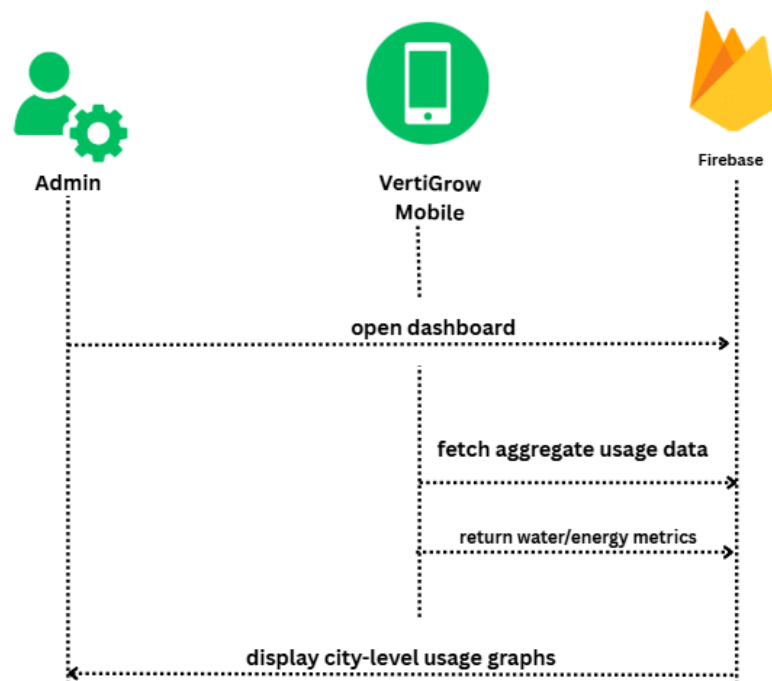 Admin
VertiGrow
Mobile
Firebase
open dashboard
fetch aggregate usage data
return water/energy metrics
display city-level usage graphs